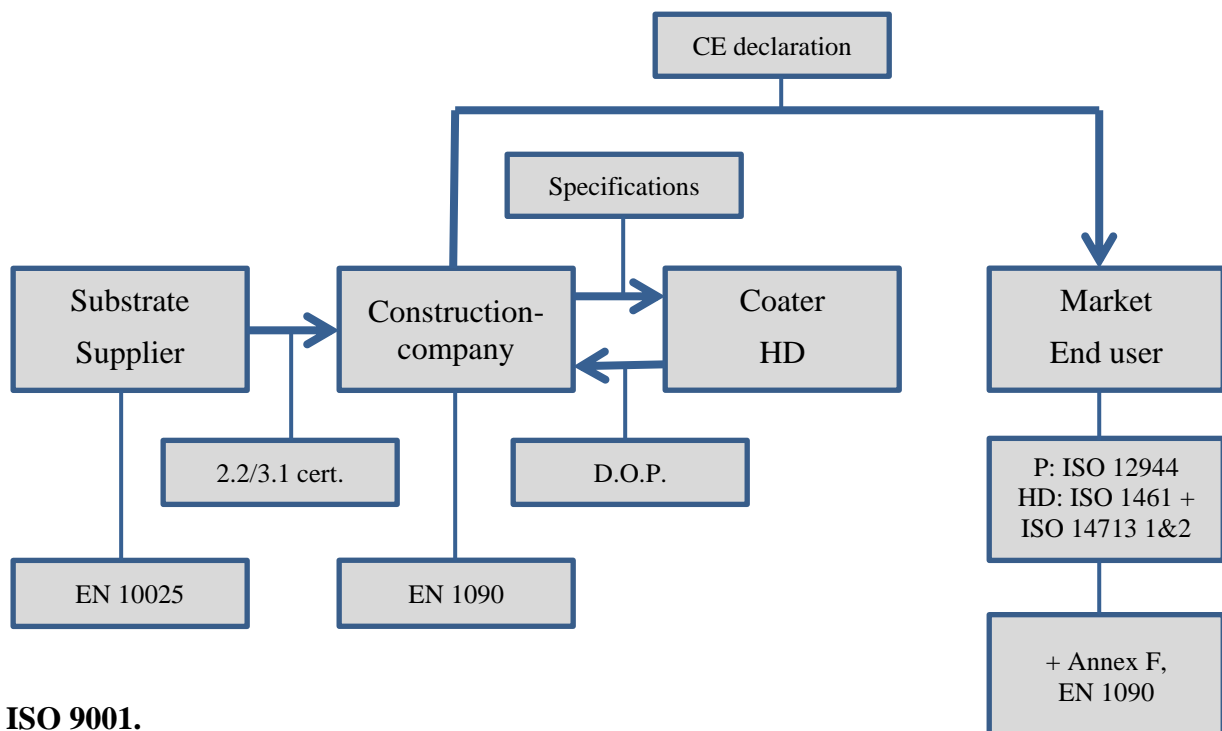 CE declaration
Specifications
Substrate
Supplier
Construction-
company
Coater
HD
Market
End user
2.2/3.1 cert.
D.O.P.
P: ISO 12944
HD: ISO 1461 +
ISO 14713 1&2
EN 10025
EN 1090
+ Annex F,
EN 1090
ISO 9001.